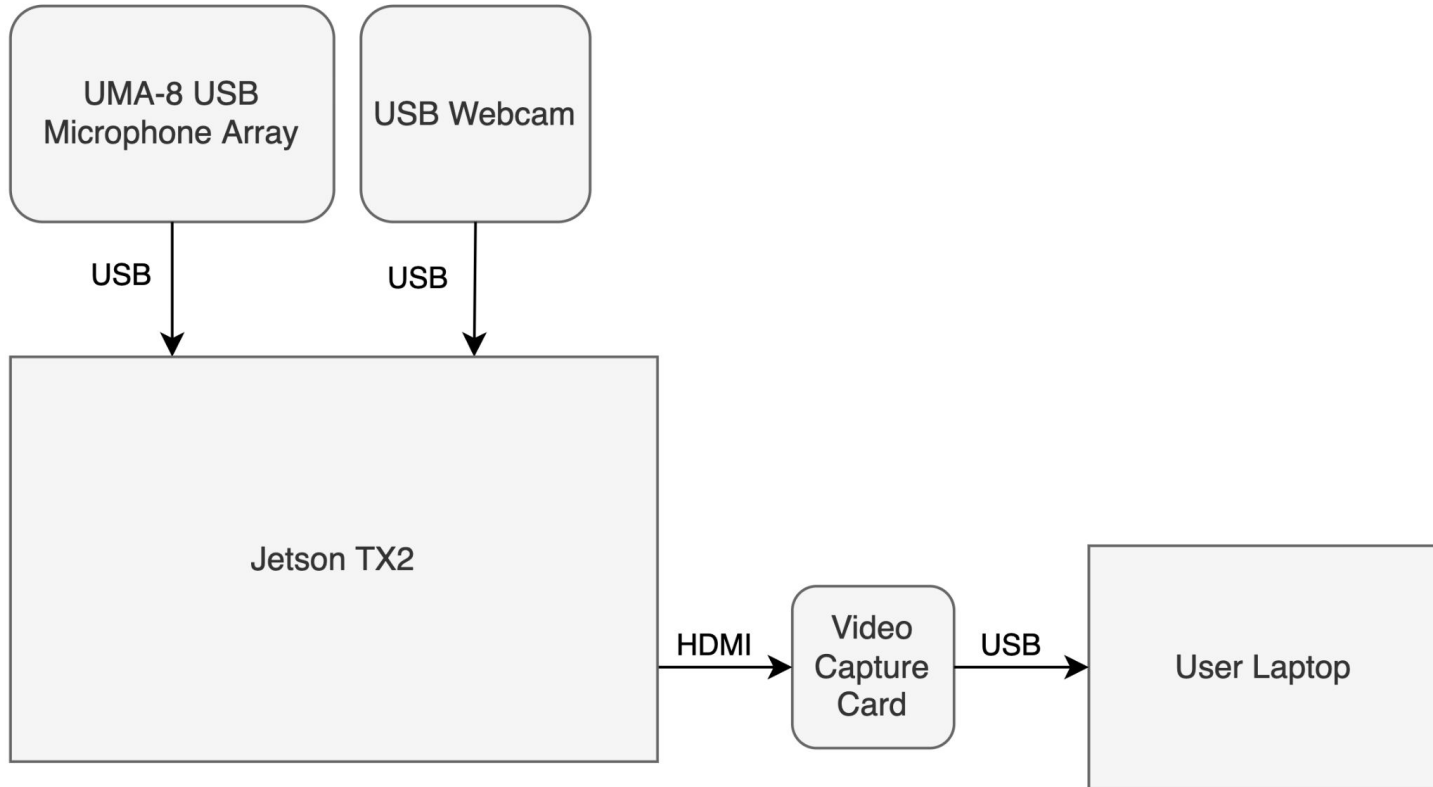 UMA-8 USB
Microphone Array
USB Webcam
USB
USB
Jetson TX2
HDMI
Video
Capture
Card
USB
User Laptop